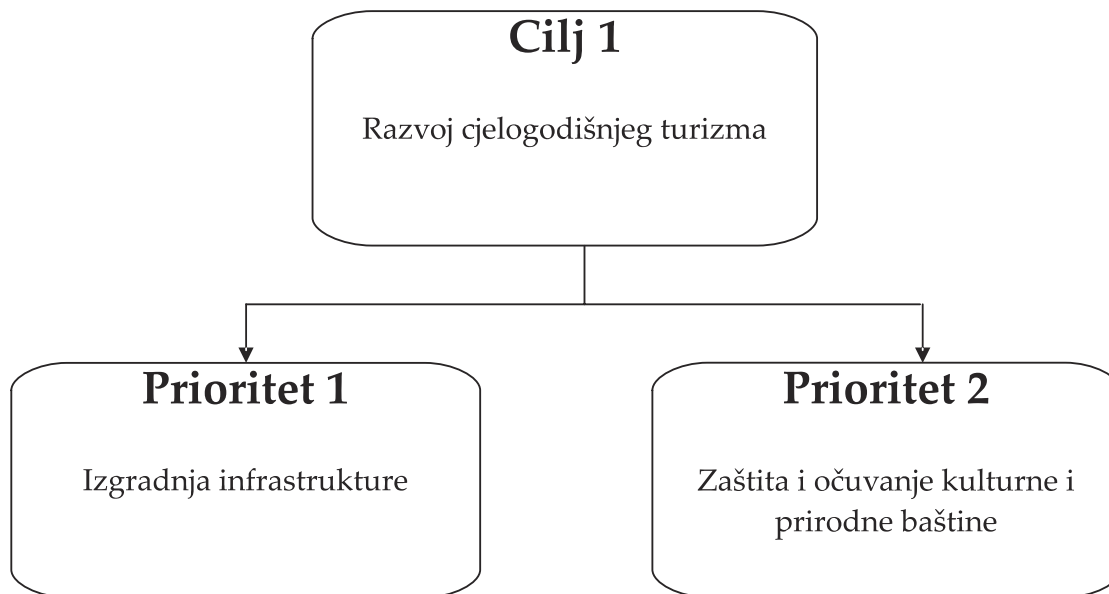 Cilj 1
Razvoj cjelogodišnjeg turizma
Prioritet 1
Izgradnja infrastrukture
Prioritet 2
Zaštita i očuvanje kulturne i
prirodne baštine